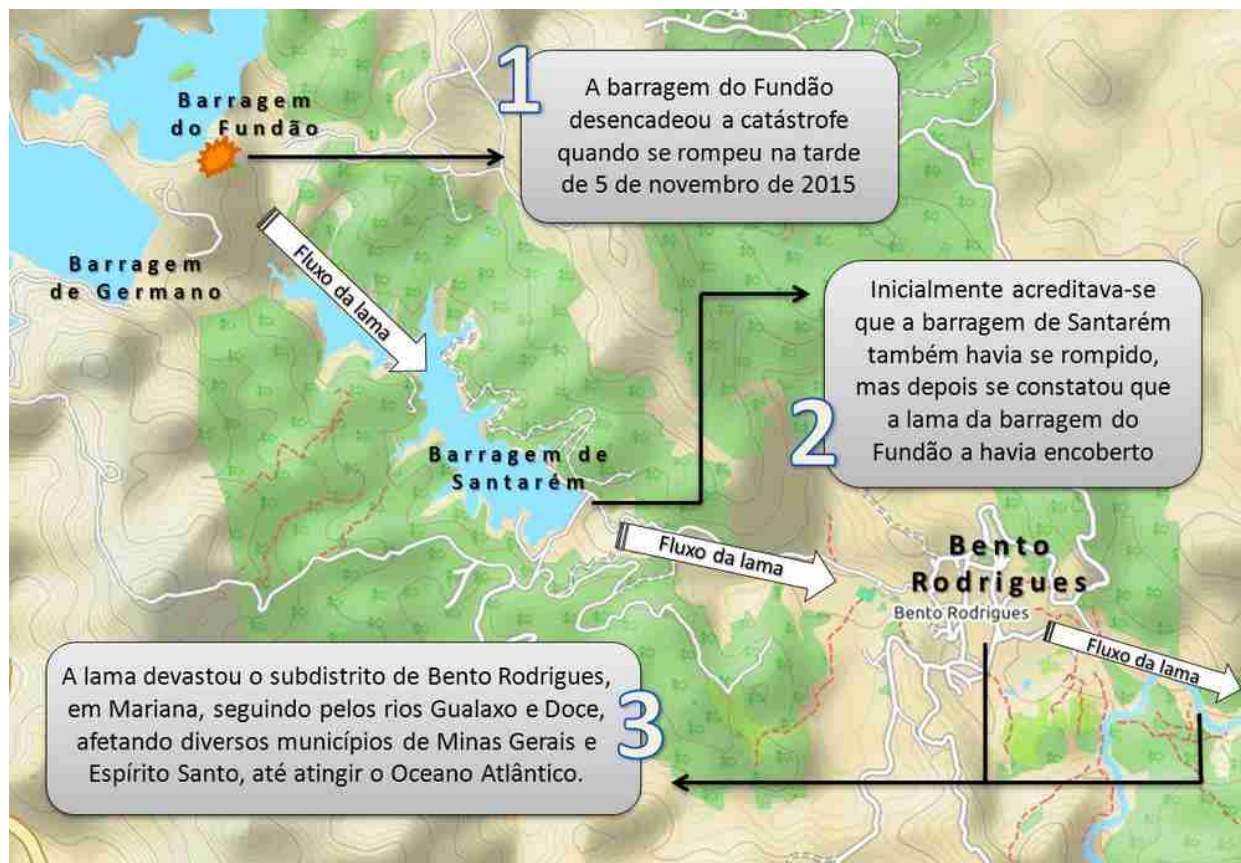 Barragem
do Fundão
1
A barragem do Fundão
desencadeou a catástrofe
quando se rompeu na tarde
de 5 de novembro de 2015
Barragem
de Germano
Fluxo da lama
2
Inicialmente acreditava-se
que a barragem de Santarém
também havia se rompido,
mas depois se constatou que
a lama da barragem do
Fundão a havia encoberto
Barragem de
Santarém
Fluxo da lama
Bento
Rodrigues
Bento Rodrigues
Fluxo da lama
3
A lama devastou o subdistrito de Bento Rodrigues,
em Mariana, seguindo pelos rios Gualaxo e Doce,
afetando diversos municípios de Minas Gerais e
Espírito Santo, até atingir o Oceano Atlântico.